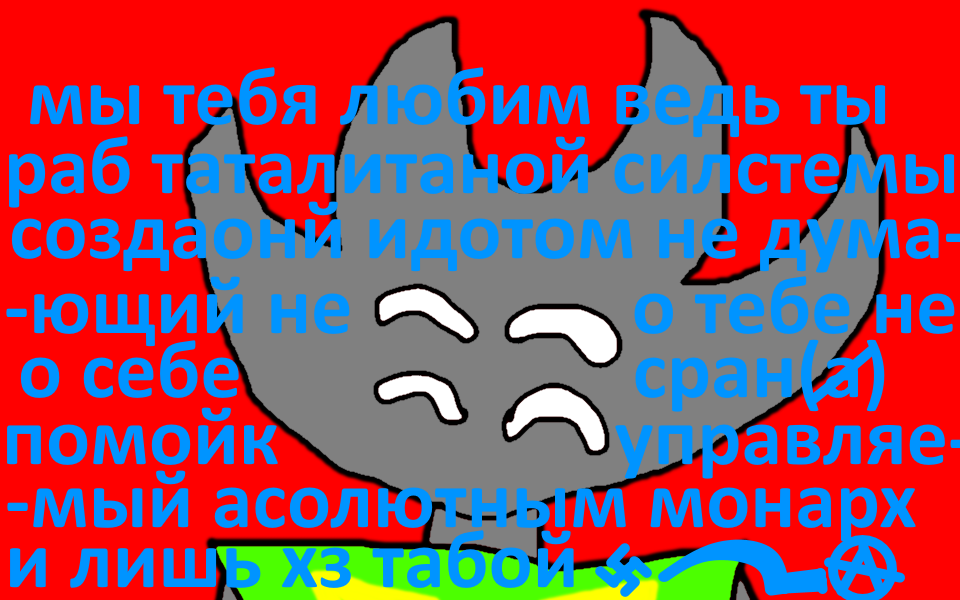 мы тебя любим ведь ты
раб таталитаной силстемы
создаонй идотом не дума-
-ющий не о тебе не
о себе сран(а)
помойк управляе-
-мый асолютным монарх
и лишь хз табой